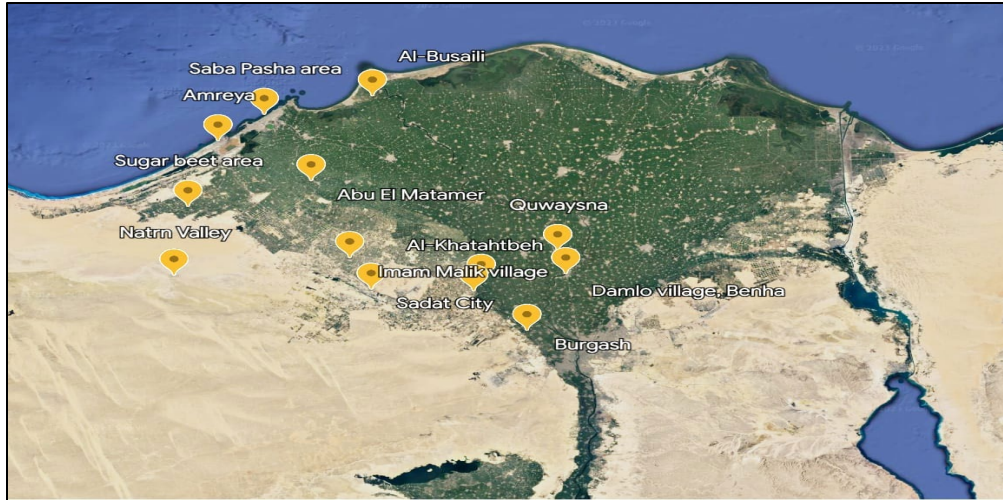 Al-Busaili
Saba Pasha area
Amreya
Sugar beet area
Abu El Matamer
Quwaysna
Natrn Valley
Al-Khatahtbeh
Imam Malik village
Damlo village, Benha
Sadat City
Burgash